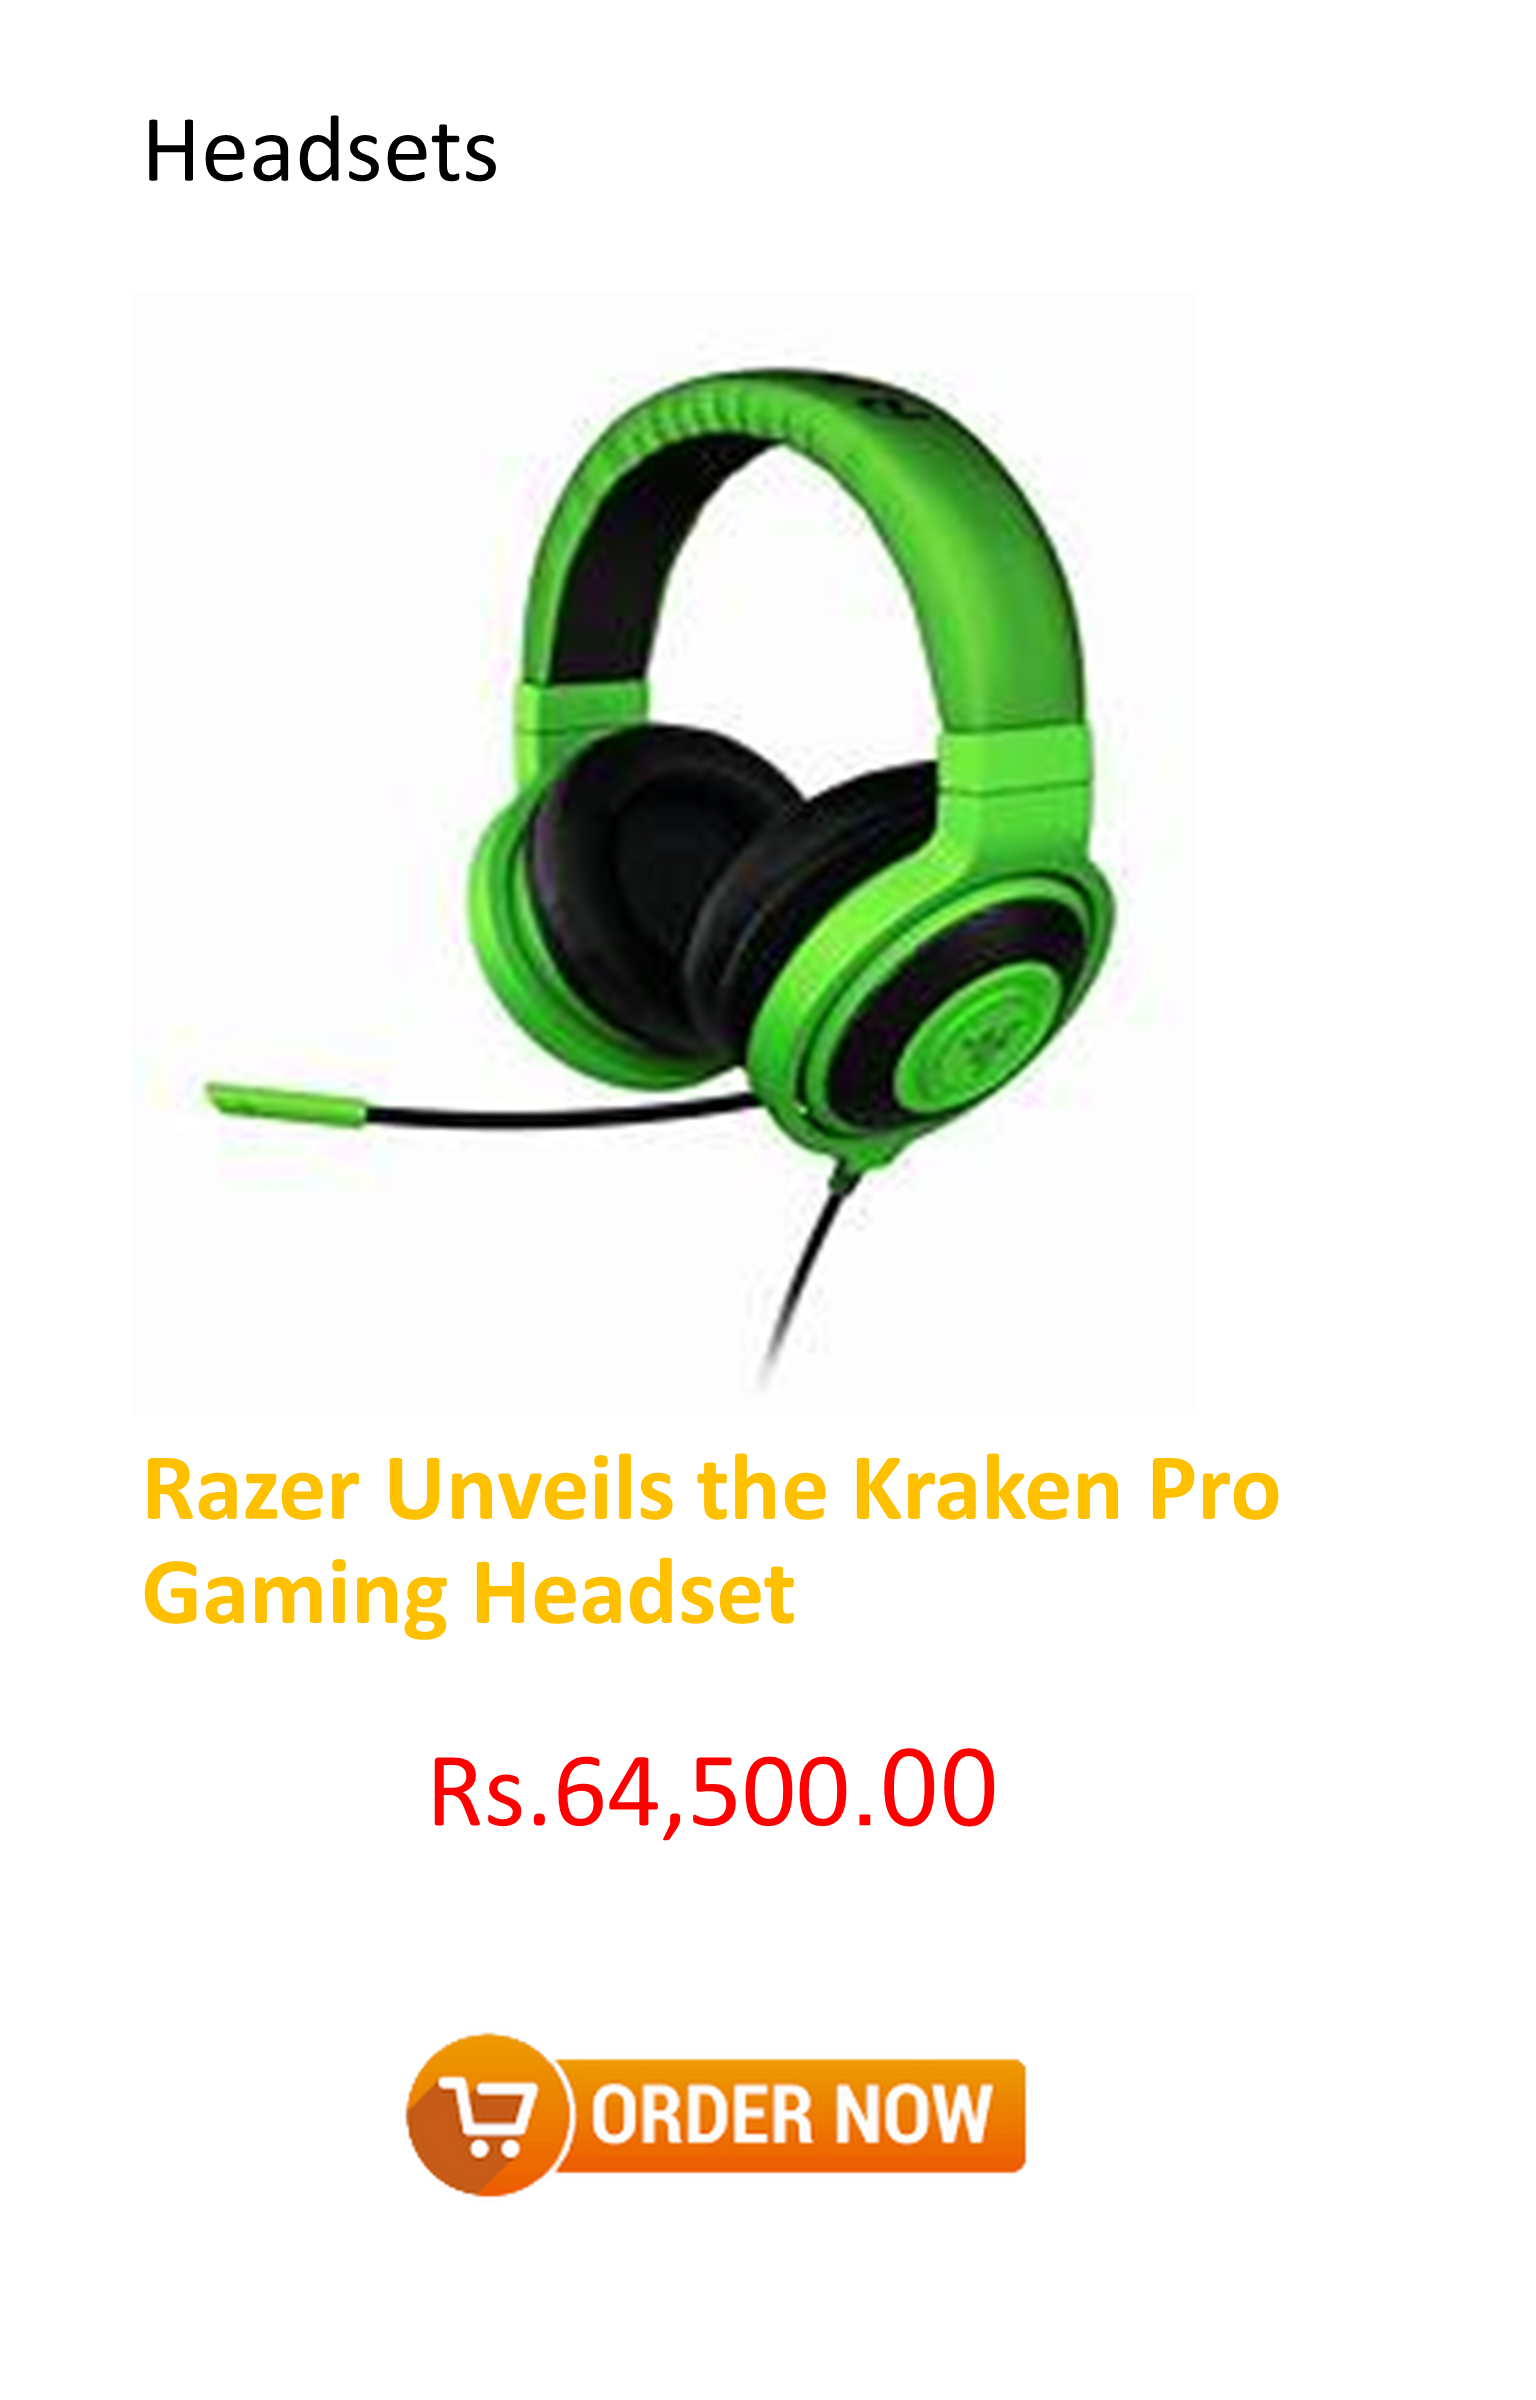 Headsets
Razer Unveils the Kraken Pro
Gaming Headset
Rs.64,500.00
ORDER NOW